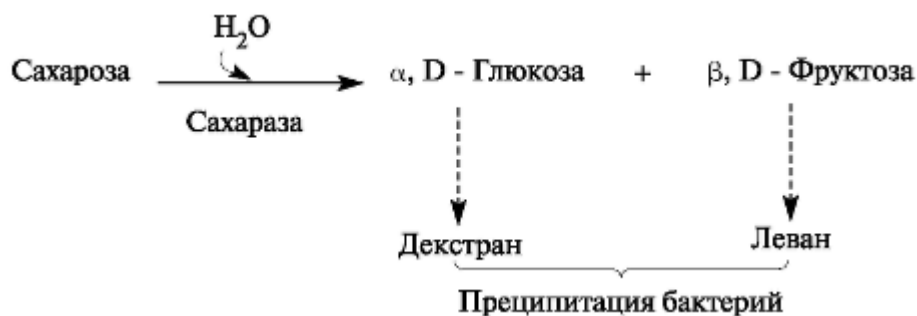 H₂O
Сахароза α, D - Глюкоза + β, D - Фруктоза
Сахараза
Декстран Леван
Преципитация бактерий